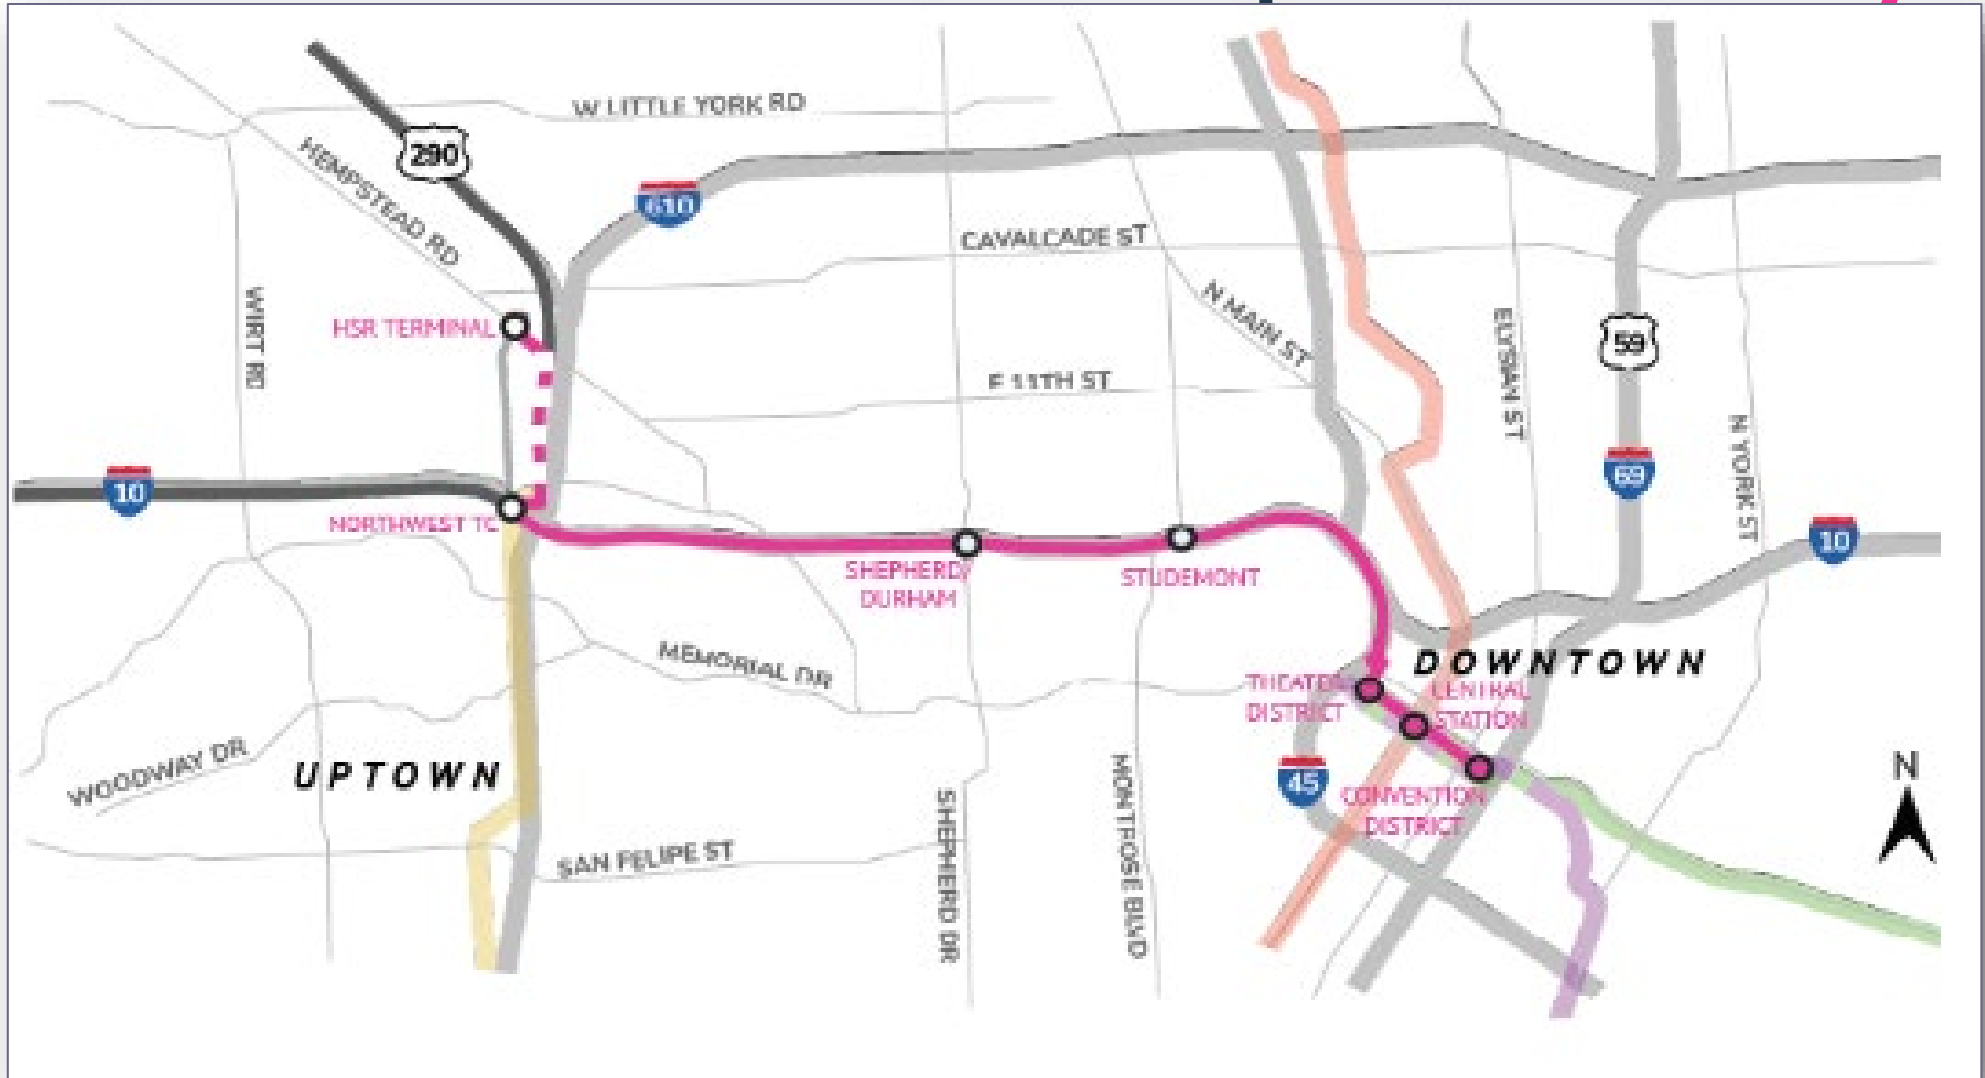 W LITTLE YORK RD
290
HEMPSTEAD RD
610
CAVALCADE ST
N MAIN ST
WIRT RD
HSR TERMINAL
ELYSIAN ST
59
E 11TH ST
N YORK ST
69
10
NORTHWEST TC
10
SHEPHERD/
DURHAM
STUDEMONT
MEMORIAL DR
DOWNTOWN
THEATER
DISTRICT
CENTRAL
STATION
WOODWAY DR
UPTOWN
45
CONVENTION
DISTRICT
N
SAN FELIPE ST
SHEPHERD DR
MONTROSE BLVD